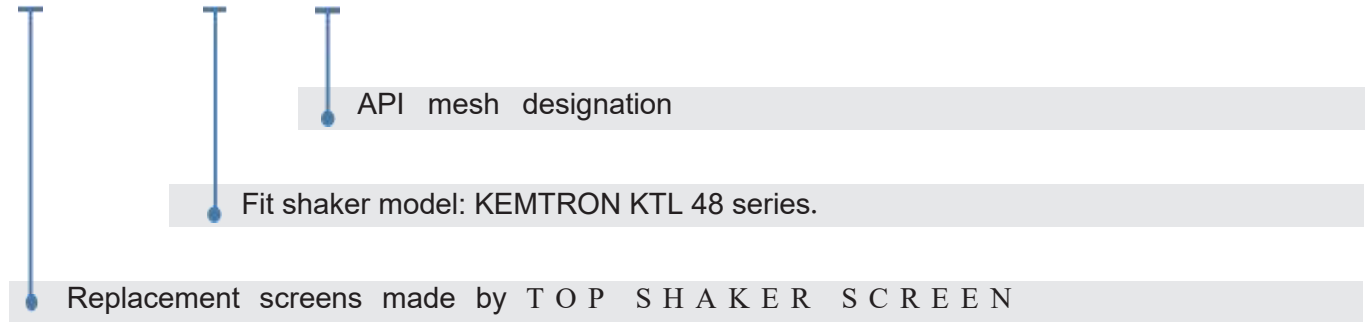 API mesh designation
Fit shaker model: KEMTRON KTL 48 series.
Replacement screens made by TOP SHAKER SCREEN